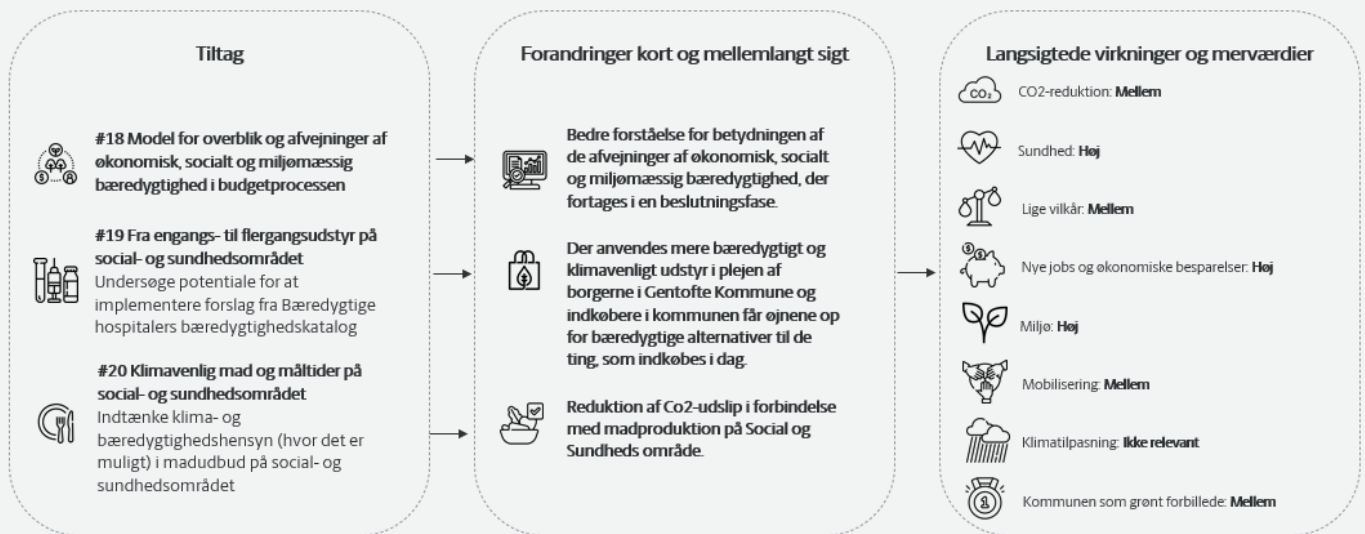 Tiltag
#18 Model for overblik og afvejninger af
økonomisk, socialt og miljømæssig
bæredygtighed i budgetprocessen
#19 Fra engangs- til flergangsudstyr på
social- og sundhedsområdet
Undersøge potentiale for at
implementere forslag fra Bæredygtige
hospitalers bæredygtighedskatalog
#20 Klimavenlig mad og måltider på
social- og sundhedsområdet
Indtænke klima- og
bæredygtighedshensyn (hvor det er
muligt) i madudbud på social- og
sundhedsområdet
Forandringer kort og mellemlangt sigt
Bedre forståelse for betydningen af
de afvejninger af økonomisk, socialt
og miljømæssig bæredygtighed, der
fortages i en beslutningsfase.
Der anvendes mere bæredygtigt og
klimavenligt udstyr i plejen af
borgerne i Gentofte Kommune og
indkøbere i kommunen får øjnene op
for bæredygtige alternativer til de
ting, som indkøbes i dag.
Reduktion af Co2-udslip i forbindelse
med madproduktion på Social og
Sundheds område.
Langsigtede virkninger og merværdier
CO₂
CO2-reduktion: Mellem
Sundhed: Høj
Lige vilkår: Mellem
Nye jobs og økonomiske besparelser: Høj
Miljø: Høj
Mobilisering: Mellem
Klimatilpasning: Ikke relevant
1
Kommunen som grønt forbillede: Mellem